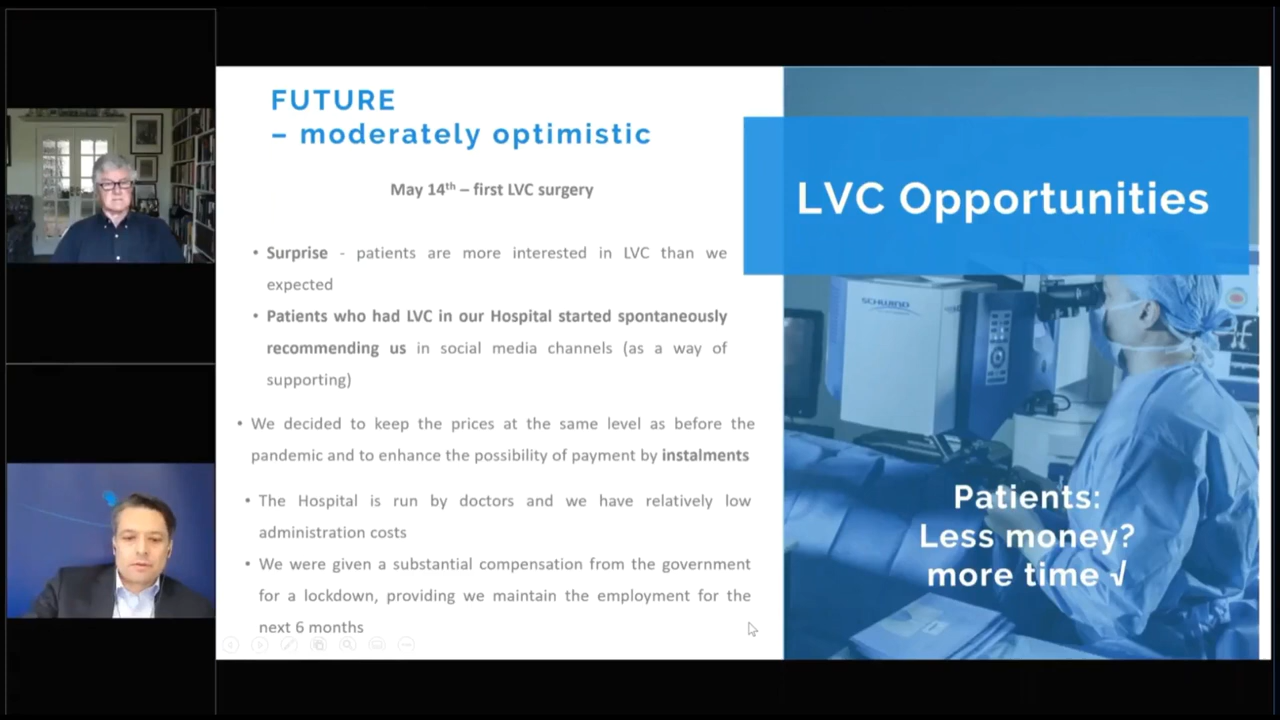 FUTURE
– moderately optimistic
May 14th – first LVC surgery
• Surprise - patients are more interested in LVC than we
expected
• Patients who had LVC in our Hospital started spontaneously
recommending us in social media channels (as a way of
supporting)
• We decided to keep the prices at the same level as before the
pandemic and to enhance the possibility of payment by instalments
• The Hospital is run by doctors and we have relatively low
administration costs
• We were given a substantial compensation from the government
for a lockdown, providing we maintain the employment for the
next 6 months
LVC Opportunities
SCHWIND
Patients:
Less money?
more time √